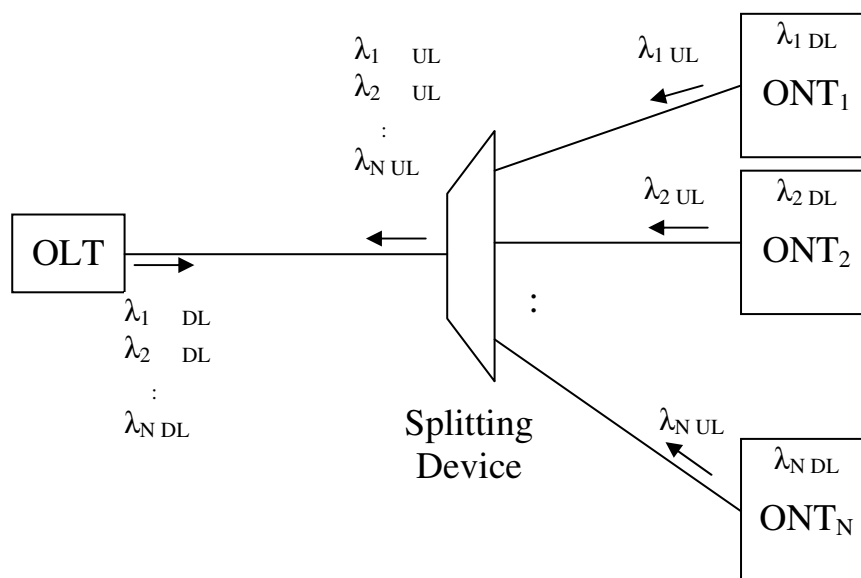 λ1 UL
λ2 UL
:
λN UL
λ1 UL
λ1 DL
ONT1
λ2 UL
λ2 DL
ONT2
:
OLT
λ1 DL
λ2 DL
:
λN DL
Splitting
Device
λN UL
λN DL
ONTN